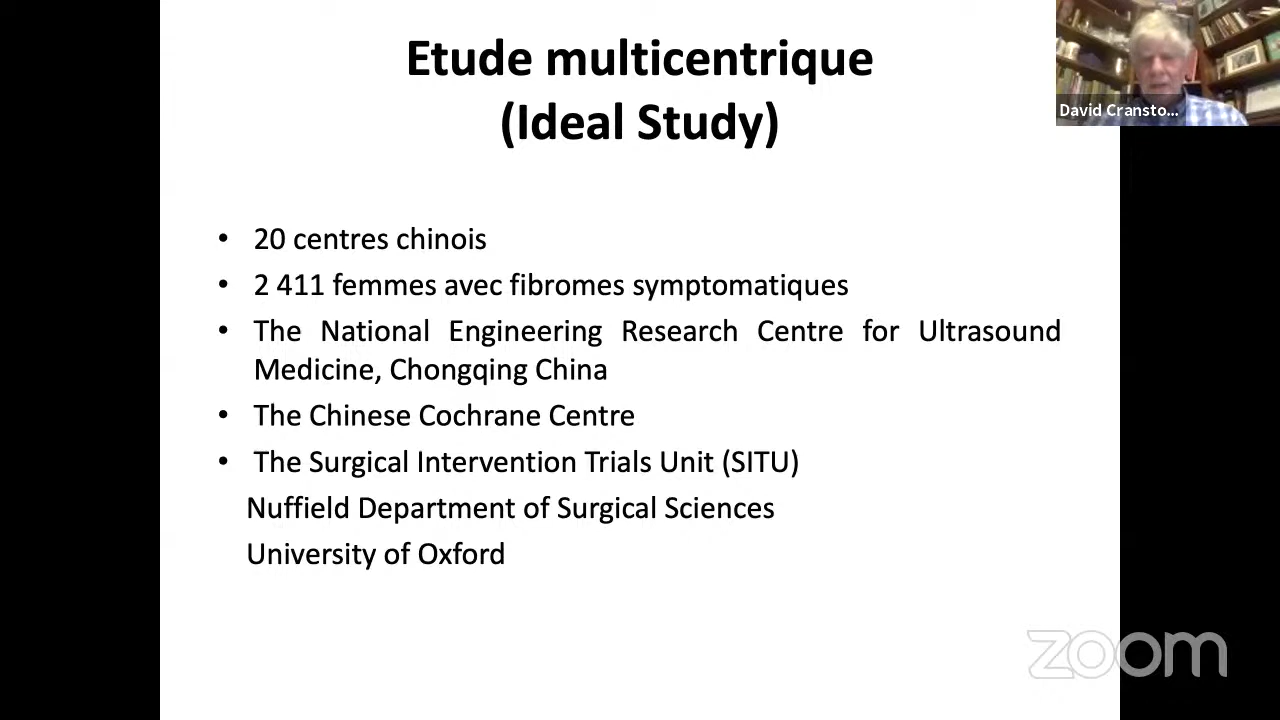 Etude multicentrique
(Ideal Study)
David Cransto...
• 20 centres chinois
• 2 411 femmes avec fibromes symptomatiques
• The National Engineering Research Centre for Ultrasound
Medicine, Chongqing China
• The Chinese Cochrane Centre
• The Surgical Intervention Trials Unit (SITU)
Nuffield Department of Surgical Sciences
University of Oxford
zoom